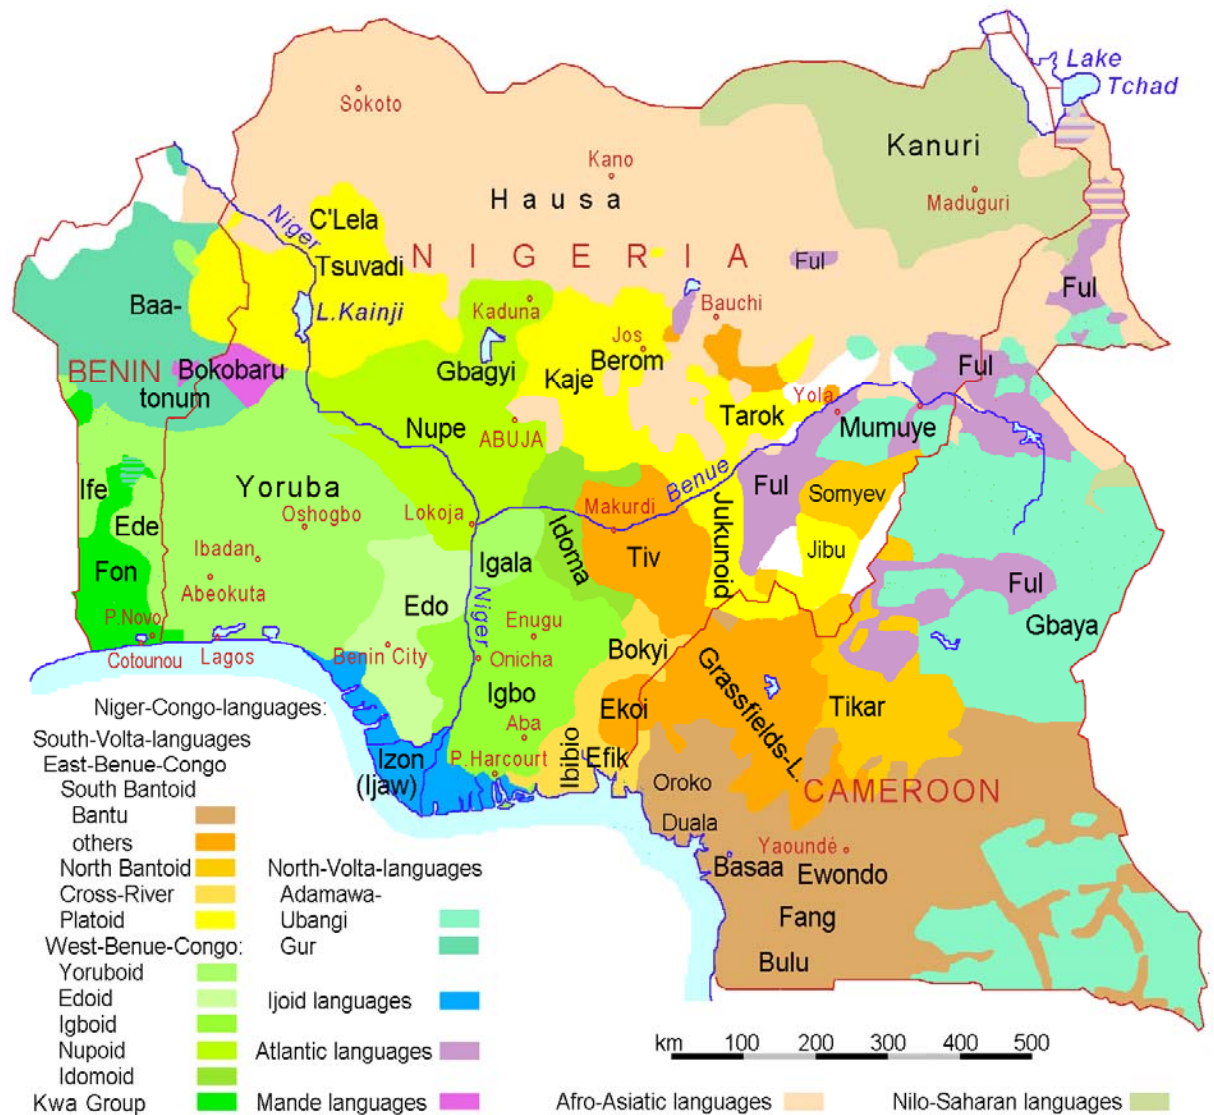 Lake
Tchad
Sokoto
Kanuri
Kano
Maduguri
Hausa
C'Lela
Niger
NIGERIA
Tsuvadi
Ful
Ful
Baa-
L.Kainji
Kaduna
Bauchi
Jos
BENIN
Bokobaru
Gbagyi
Berom
Ful
Kaje
tonum
Yola
Tarok
Nupe
ABUJA
Mumuye
Benue
Ife
Yoruba
Ful
Somyev
Ede
Oshogbo
Lokoja
Makurdi
Jukunoid
Ibadan
Igala
Idoma
Tiv
Jibu
Fon
Abeokuta
Edo
Ful
P.Novo
Niger
Enugu
Gbaya
Cotounou
Lagos
Benin City
Onicha
Bokyi
Igbo
Grassfields-L.
Ekoi
Tikar
Aba
Izon
(Ijaw)
P.Harcourt
Ibibio
Efik
Oroko
CAMEROON
Duala
Yaoundé
Basaa
Ewondo
Fang
Bulu
Niger-Congo-languages:
South-Volta-languages
East-Benue-Congo
South Bantoid
Bantu
others
North Bantoid
Cross-River
Platoid
West-Benue-Congo:
Yoruboid
Edoid
Igboid
Nupoid
Idomoid
Kwa Group
North-Volta-languages
Adamawa-
Ubangi
Gur
Ijoid languages
Atlantic languages
Mande languages
km 100 200 300 400 500
Afro-Asiatic languages
Nilo-Saharan languages